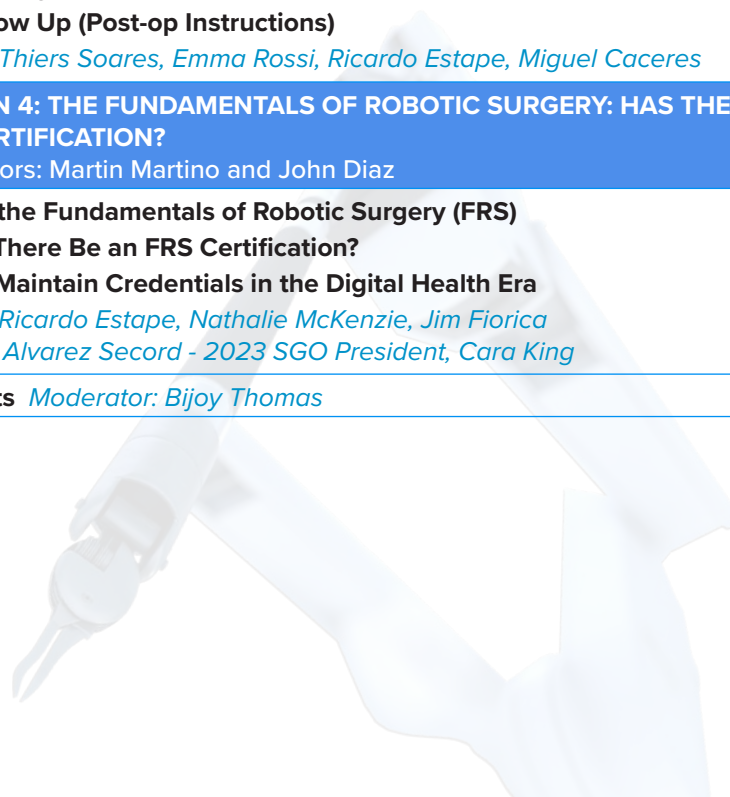 ow Up (Post-op Instructions)
Thiers Soares, Emma Rossi, Ricardo Estape, Miguel Caceres
N 4: THE FUNDAMENTALS OF ROBOTIC SURGERY: HAS THE
RTIFICATION?
ors: Martin Martino and John Diaz
the Fundamentals of Robotic Surgery (FRS)
There Be an FRS Certification?
Maintain Credentials in the Digital Health Era
Ricardo Estape, Nathalie McKenzie, Jim Fiorica
Alvarez Secord - 2023 SGO President, Cara King
ts Moderator: Bijoy Thomas